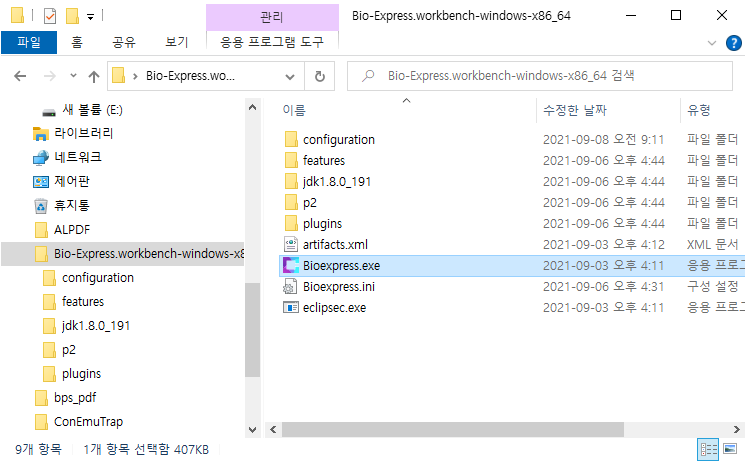 관리
Bio-Express.workbench-windows-x86_64
파일
홈
공유
보기
응용 프로그램 도구
Bio-Express.wo...
Bio-Express.workbench-windows-x86_64 검색
새 볼륨 (E:)
라이브러리
네트워크
제어판
휴지통
ALPDF
Bio-Express.workbench-windows-x8
configuration
features
jdk1.8.0_191
p2
plugins
bps_pdf
ConEmuTrap
이름 수정한 날짜 유형
configuration 2021-09-08 오전 9:11 파일 폴더
features 2021-09-06 오후 4:44 파일 폴더
jdk1.8.0_191 2021-09-06 오후 4:44 파일 폴더
p2 2021-09-06 오후 4:44 파일 폴더
plugins 2021-09-06 오후 4:44 파일 폴더
artifacts.xml 2021-09-03 오후 4:12 XML 문서
Bioexpress.exe 2021-09-03 오후 4:11 응용 프로그
Bioexpress.ini 2021-09-06 오후 4:31 구성 설정
eclipsec.exe 2021-09-03 오후 4:11 응용 프로그
9개 항목 1개 항목 선택함 407KB